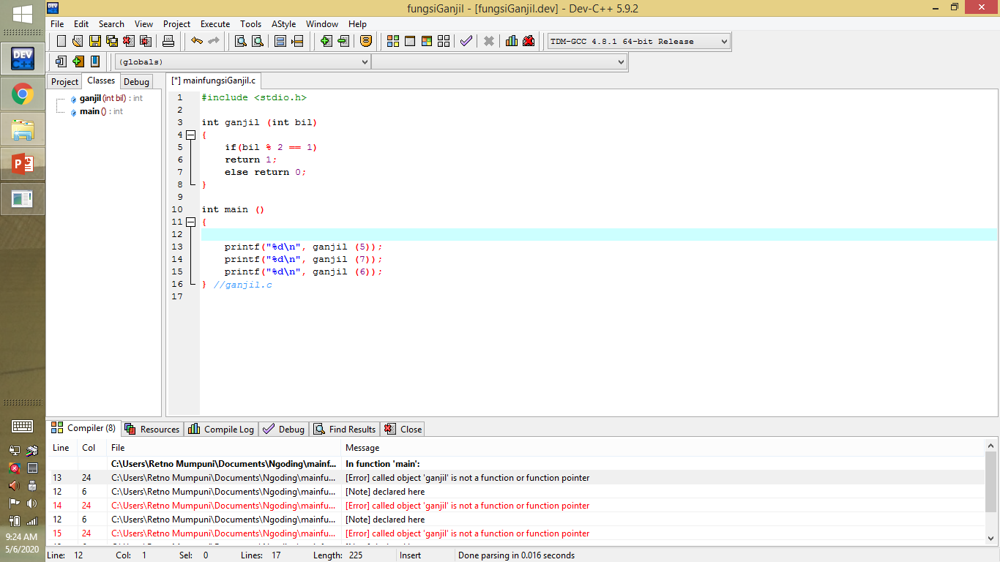 fungsiGanjil - [fungsiGanjil.dev] - Dev-C++ 5.9.2
File Edit Search View Project Execute Tools AStyle Window Help
TDM-GCC 4.8.1 64-bit Release
(globals)
Project Classes Debug
[*] mainfungsiGanjil.c
ganjil (int bil) : int
main () : int
1 #include <stdio.h>
2
3 int ganjil (int bil)
4 {
5 if(bil % 2 == 1)
6 return 1;
7 else return 0;
8 }
9
10 int main ()
11 {
12
13 printf("%d\n", ganjil (5));
14 printf("%d\n", ganjil (7));
15 printf("%d\n", ganjil (6));
16 } //ganjil.c
17
Compiler (8) Resources Compile Log Debug Find Results Close
Line Col File Message
C:\Users\Retno Mumpuni\Documents\Ngoding\mainf... In function 'main':
13 24 C:\Users\Retno Mumpuni\Documents\Ngoding\mainfu... [Error] called object 'ganjil' is not a function or function pointer
12 6 C:\Users\Retno Mumpuni\Documents\Ngoding\mainfu... [Note] declared here
14 24 C:\Users\Retno Mumpuni\Documents\Ngoding\mainfu... [Error] called object 'ganjil' is not a function or function pointer
12 6 C:\Users\Retno Mumpuni\Documents\Ngoding\mainfu... [Note] declared here
15 24 C:\Users\Retno Mumpuni\Documents\Ngoding\mainfu... [Error] called object 'ganjil' is not a function or function pointer
Line: 12 Col: 1 Sel: 0 Lines: 17 Length: 225 Insert Done parsing in 0.016 seconds
DEV C++
9:24 AM
5/6/2020